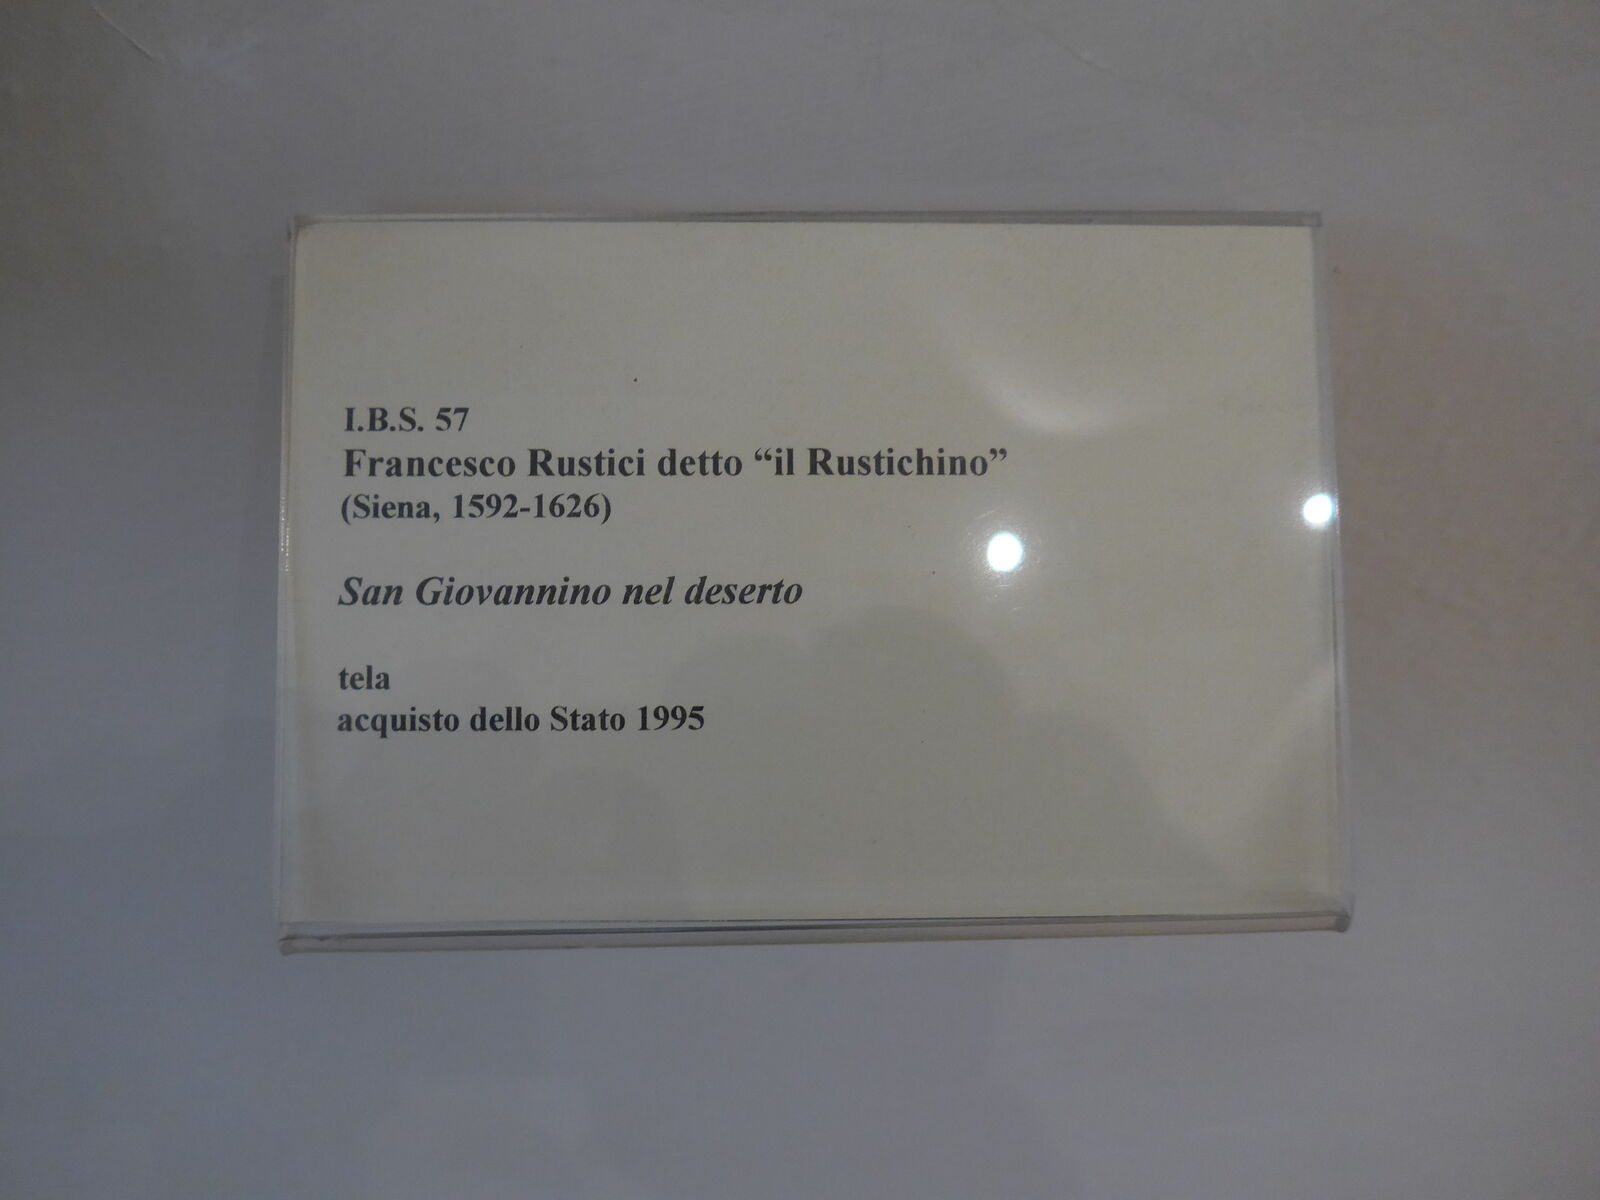 I.B.S. 57
Francesco Rustici detto “il Rustichino”
(Siena, 1592-1626)
San Giovannino nel deserto
tela
acquisto dello Stato 1995